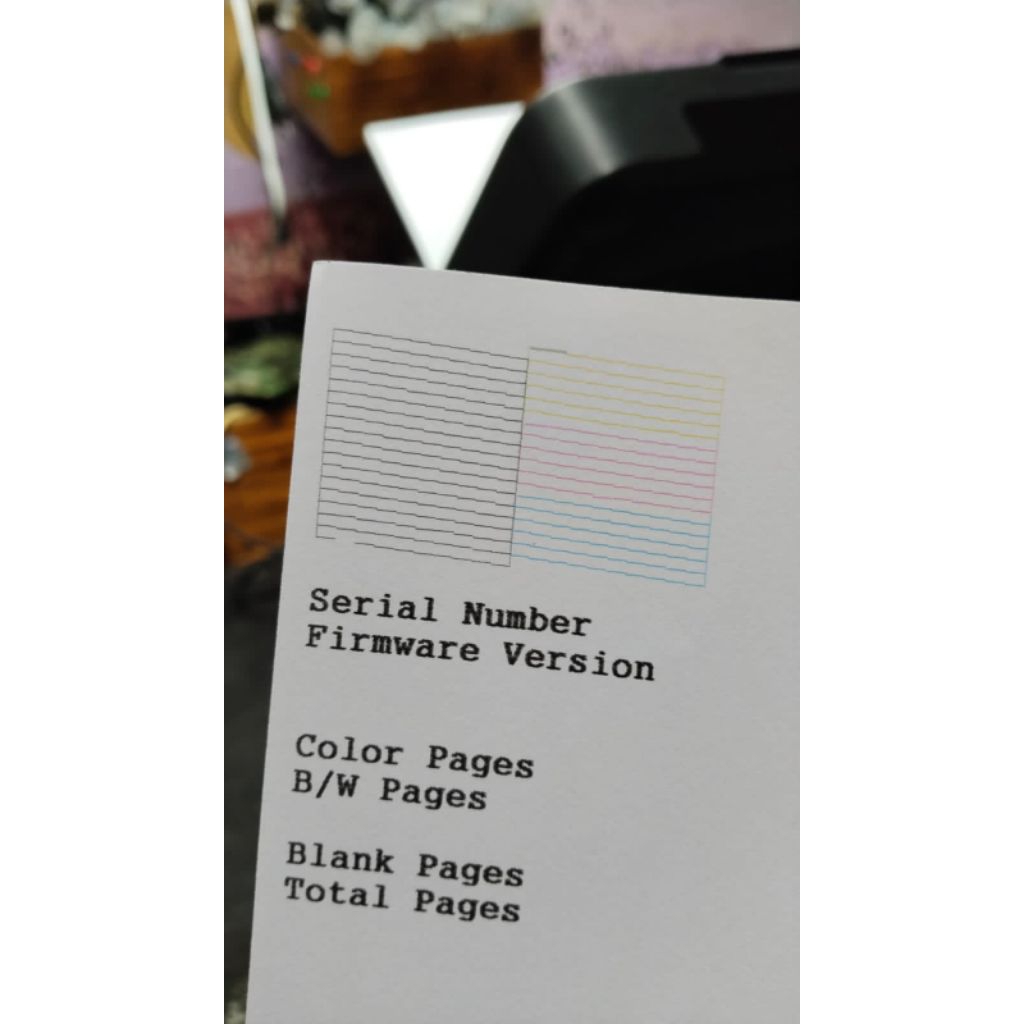 Serial Number
Firmware Version
Color Pages
B/W Pages
Blank Pages
Total Pages